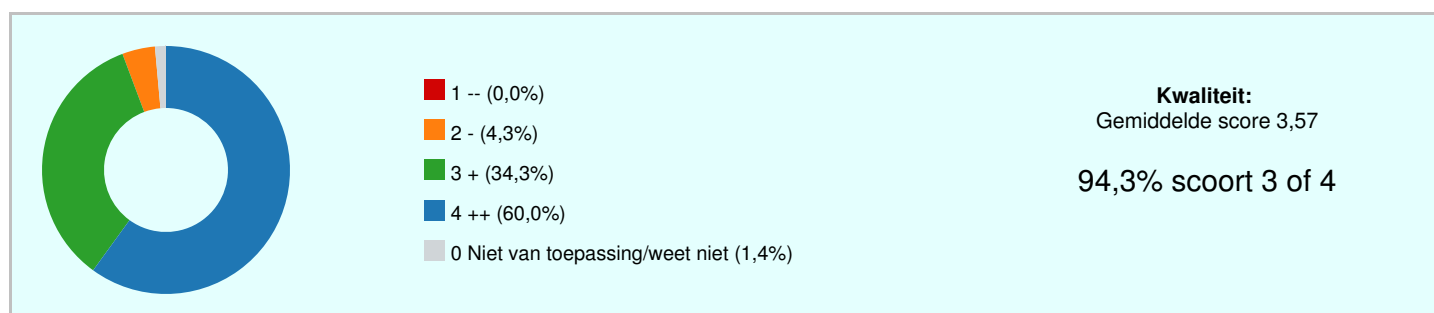 1 -- (0,0%)
2 - (4,3%)
3 + (34,3%)
4 ++ (60,0%)
0 Niet van toepassing/weet niet (1,4%)
Kwaliteit:
Gemiddelde score 3,57
94,3% scoort 3 of 4